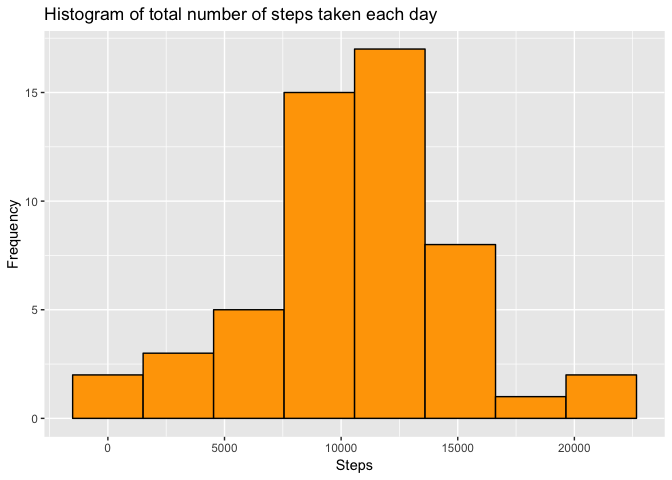 Histogram of total number of steps taken each day
Frequency
15
10
5
0
0 5000 10000 15000 20000
Steps